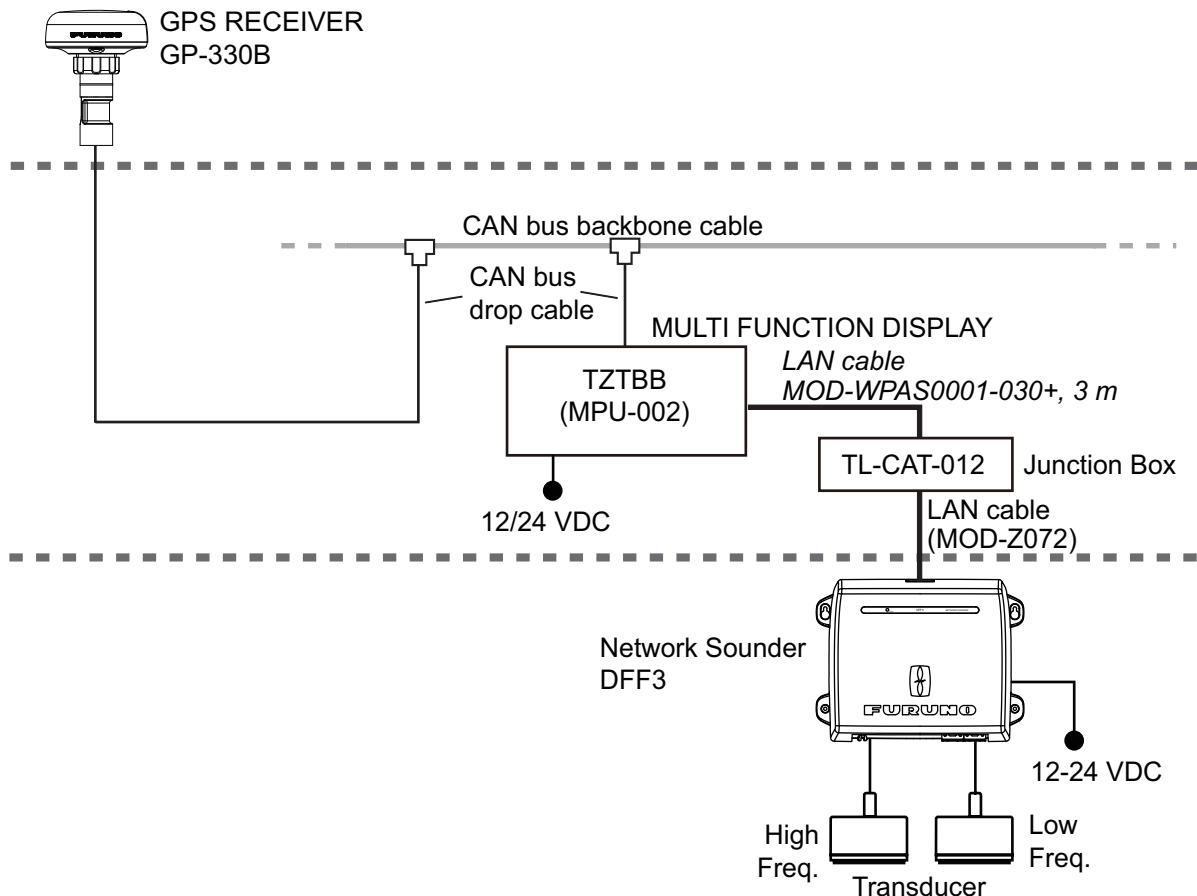 GPS RECEIVER
GP-330B
FURUNO
CAN bus backbone cable
CAN bus
drop cable
MULTI FUNCTION DISPLAY
LAN cable
MOD-WPAS0001-030+, 3 m
TZTBB
(MPU-002)
TL-CAT-012
Junction Box
12/24 VDC
LAN cable
(MOD-Z072)
Network Sounder
DFF3
FURUNO
12-24 VDC
High
Freq.
Low
Freq.
Transducer